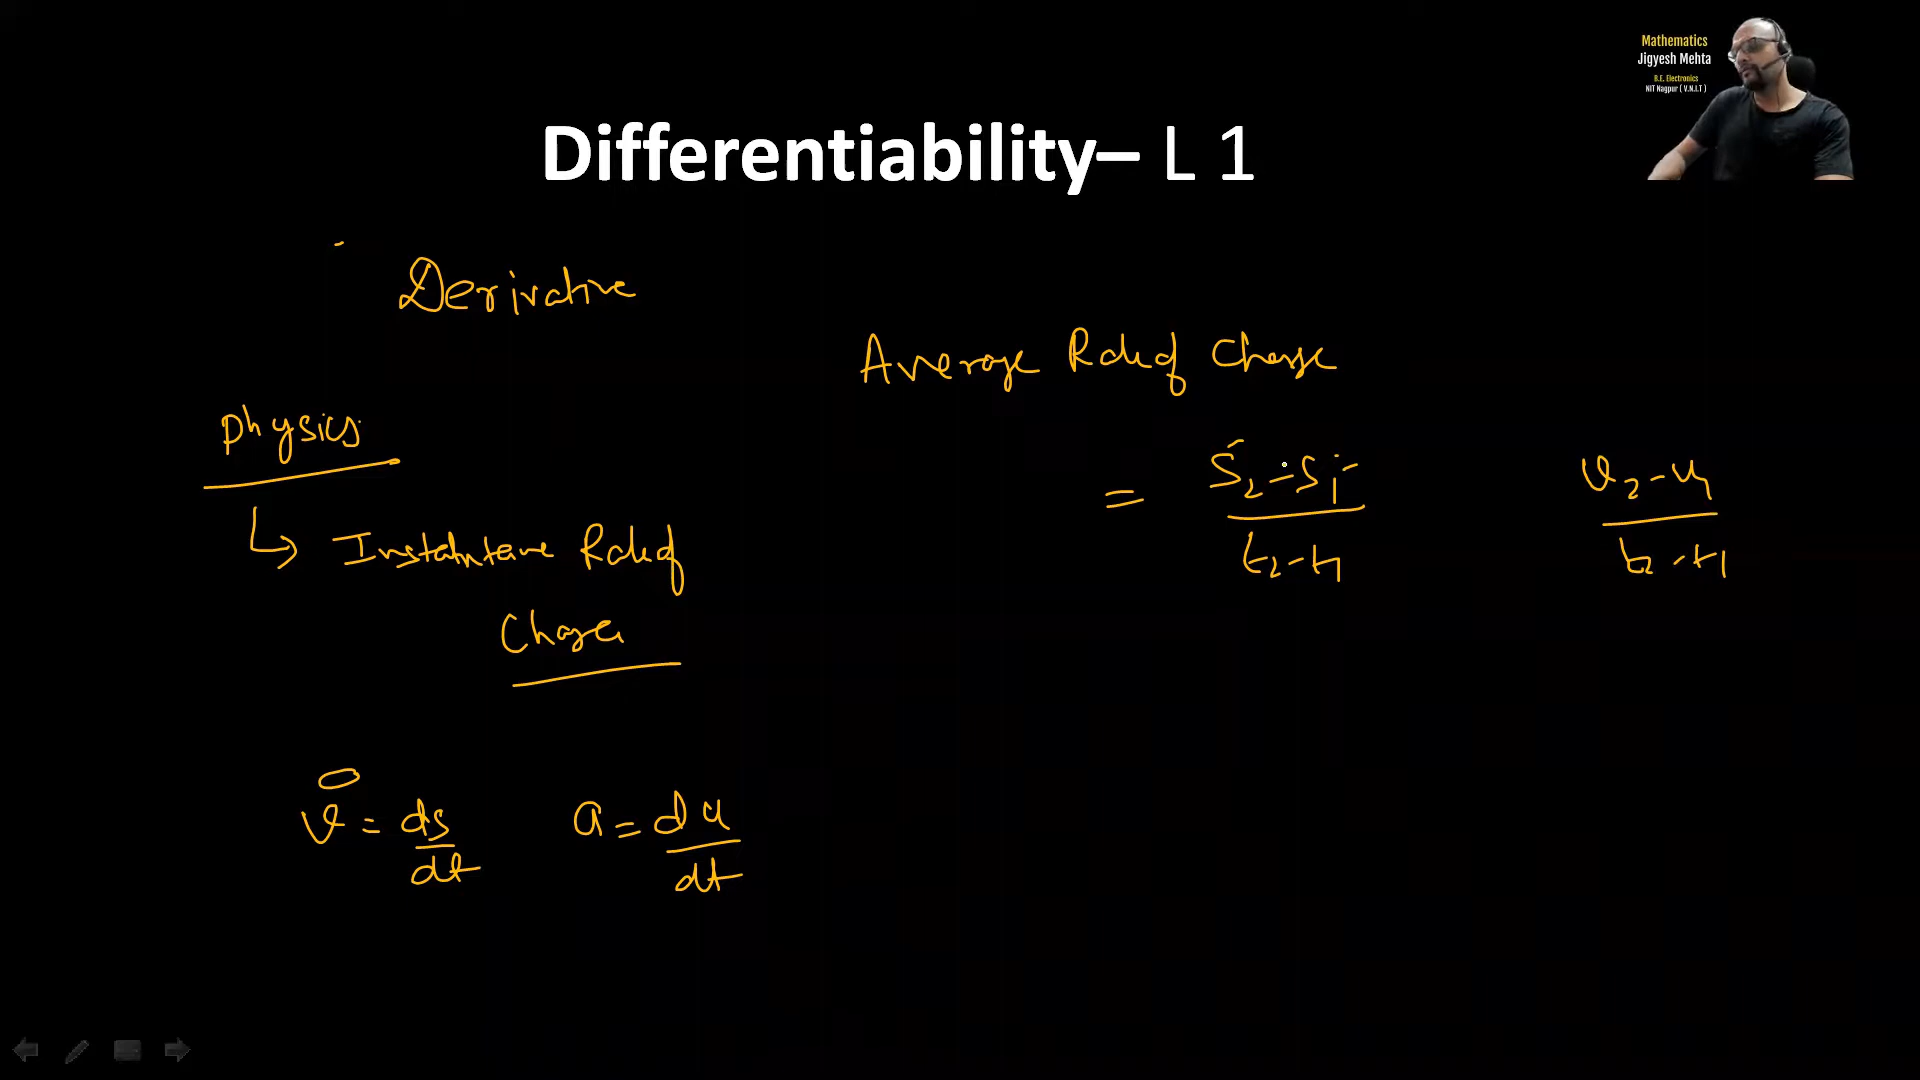 Mathematics
Jigyesh Mehta
B.E. Electronics
NIT Nagpur ( V.N.I.T )
Differentiability– L 1
Derivative
Average Rate of Change
Physics
= S2-S1 / t2-t1
v2-v1 / t2-t1
↳ Instantane Rate of
Change
v = ds/dt
a = dv/dt